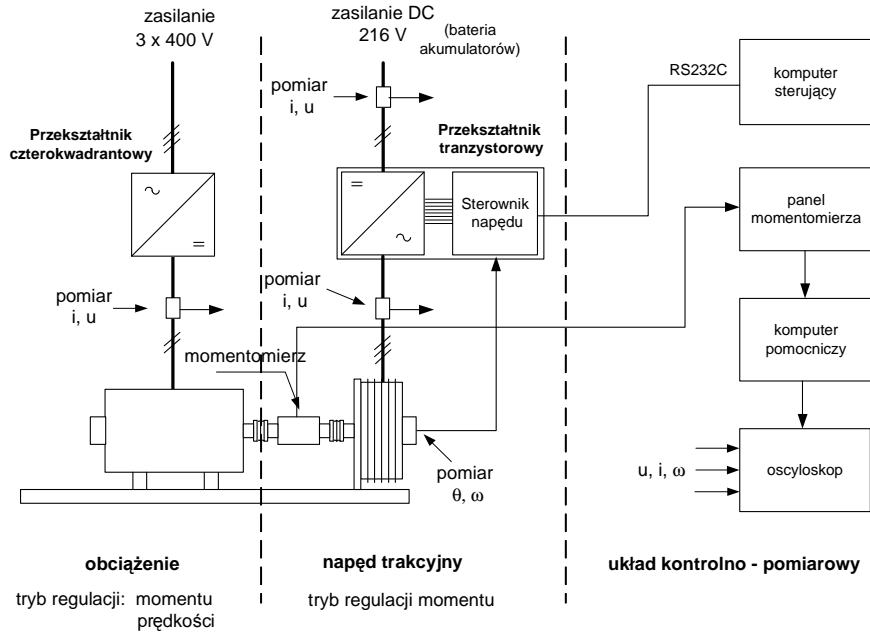 zasilanie
3 x 400 V
Przekształtnik
czterokwadrantowy
~
=
pomiar
i, u
obciążenie
tryb regulacji: momentu
prędkości
zasilanie DC
216 V
(bateria
akumulatorów)
pomiar
i, u
Przekształtnik
tranzystorowy
=
~
Sterownik
napędu
pomiar
i, u
momentomierz
pomiar
θ, ω
napęd trakcyjny
tryb regulacji momentu
RS232C
komputer
sterujący
panel
momentomierza
komputer
pomocniczy
u, i, ω
oscyloskop
układ kontrolno - pomiarowy